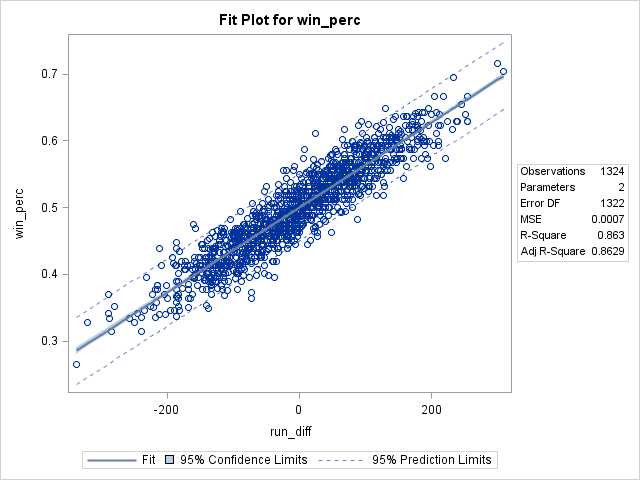 Fit Plot for win_perc
0.7
0.6
0.5
0.4
0.3
win_perc
-200
0
200
run_diff
Observations 1324
Parameters 2
Error DF 1322
MSE 0.0007
R-Square 0.863
Adj R-Square 0.8629
Fit 95% Confidence Limits 95% Prediction Limits